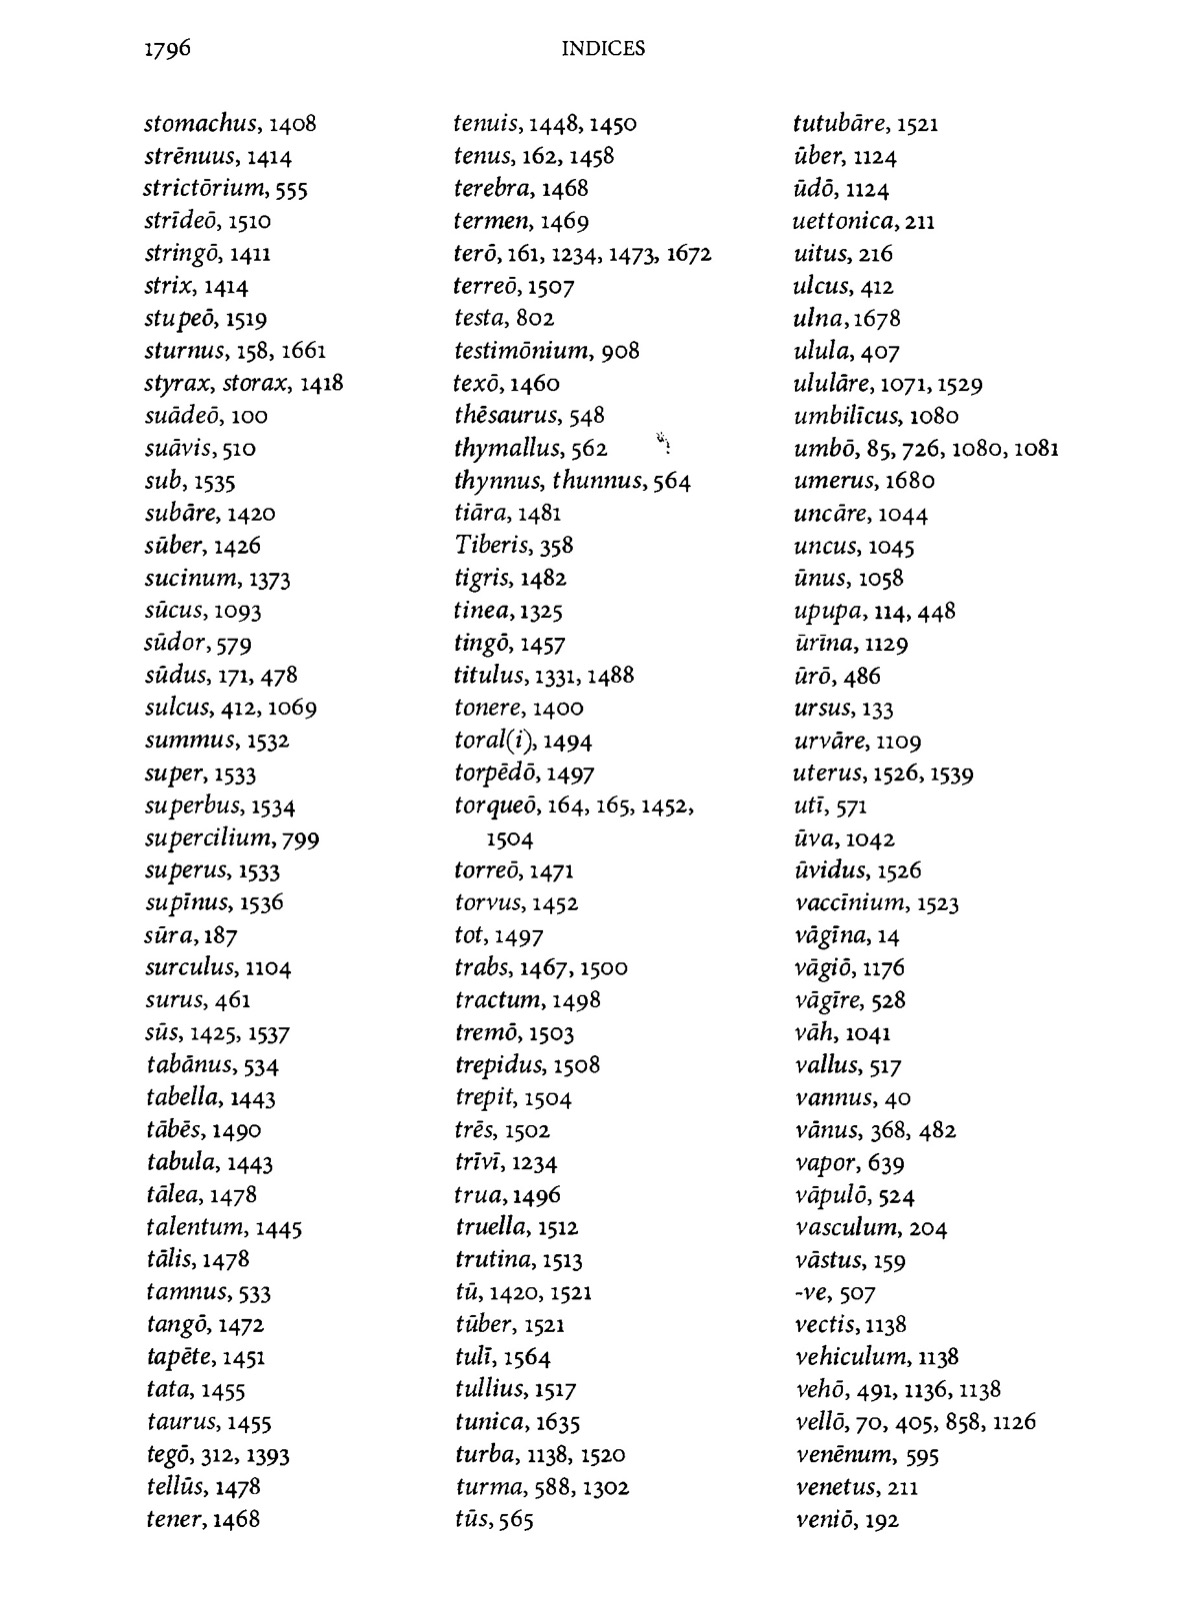 1796
INDICES
stomachus, 1408
strēnuus, 1414
strictōrium, 555
strīdeō, 1510
stringō, 1411
strix, 1414
stupeō, 1519
sturnus, 158, 1661
styrax, storax, 1418
suādeō, 100
suāvis, 510
sub, 1535
subāre, 1420
sūber, 1426
sucinum, 1373
sūcus, 1093
sūdor, 579
sūdus, 171, 478
sulcus, 412, 1069
summus, 1532
super, 1533
superbus, 1534
supercilium, 799
superus, 1533
supīnus, 1536
sūra, 187
surculus, 1104
surus, 461
sūs, 1425, 1537
tabānus, 534
tabella, 1443
tābēs, 1490
tabula, 1443
tālea, 1478
talentum, 1445
tālis, 1478
tamnus, 533
tangō, 1472
tapēte, 1451
tata, 1455
taurus, 1455
tegō, 312, 1393
tellūs, 1478
tener, 1468
tenuis, 1448, 1450
tenus, 162, 1458
terebra, 1468
termen, 1469
terō, 161, 1234, 1473, 1672
terreō, 1507
testa, 802
testimōnium, 908
texō, 1460
thēsaurus, 548
thymallus, 562
thynnus, thunnus, 564
tiāra, 1481
Tiberis, 358
tigris, 1482
tinea, 1325
tingō, 1457
titulus, 1331, 1488
tonere, 1400
toral(i), 1494
torpēdō, 1497
torqueō, 164, 165, 1452,
1504
torreō, 1471
torvus, 1452
tot, 1497
trabs, 1467, 1500
tractum, 1498
tremō, 1503
trepidus, 1508
trepit, 1504
trēs, 1502
trīvī, 1234
trua, 1496
truella, 1512
trutina, 1513
tū, 1420, 1521
tūber, 1521
tulī, 1564
tullius, 1517
tunica, 1635
turba, 1138, 1520
turma, 588, 1302
tūs, 565
tutubāre, 1521
ūber, 1124
ūdō, 1124
uettonica, 211
uitus, 216
ulcus, 412
ulna, 1678
ulula, 407
ululāre, 1071, 1529
umbilīcus, 1080
umbō, 85, 726, 1080, 1081
umerus, 1680
uncāre, 1044
uncus, 1045
ūnus, 1058
upupa, 114, 448
ūrīna, 1129
ūrō, 486
ursus, 133
urvāre, 1109
uterus, 1526, 1539
utī, 571
ūva, 1042
ūvidus, 1526
vaccīnium, 1523
vāgīna, 14
vāgiō, 1176
vāgīre, 528
vāh, 1041
vallus, 517
vannus, 40
vānus, 368, 482
vapor, 639
vāpulō, 524
vasculum, 204
vāstus, 159
-ve, 507
vectis, 1138
vehiculum, 1138
vehō, 491, 1136, 1138
vellō, 70, 405, 858, 1126
venēnum, 595
venetus, 211
veniō, 192